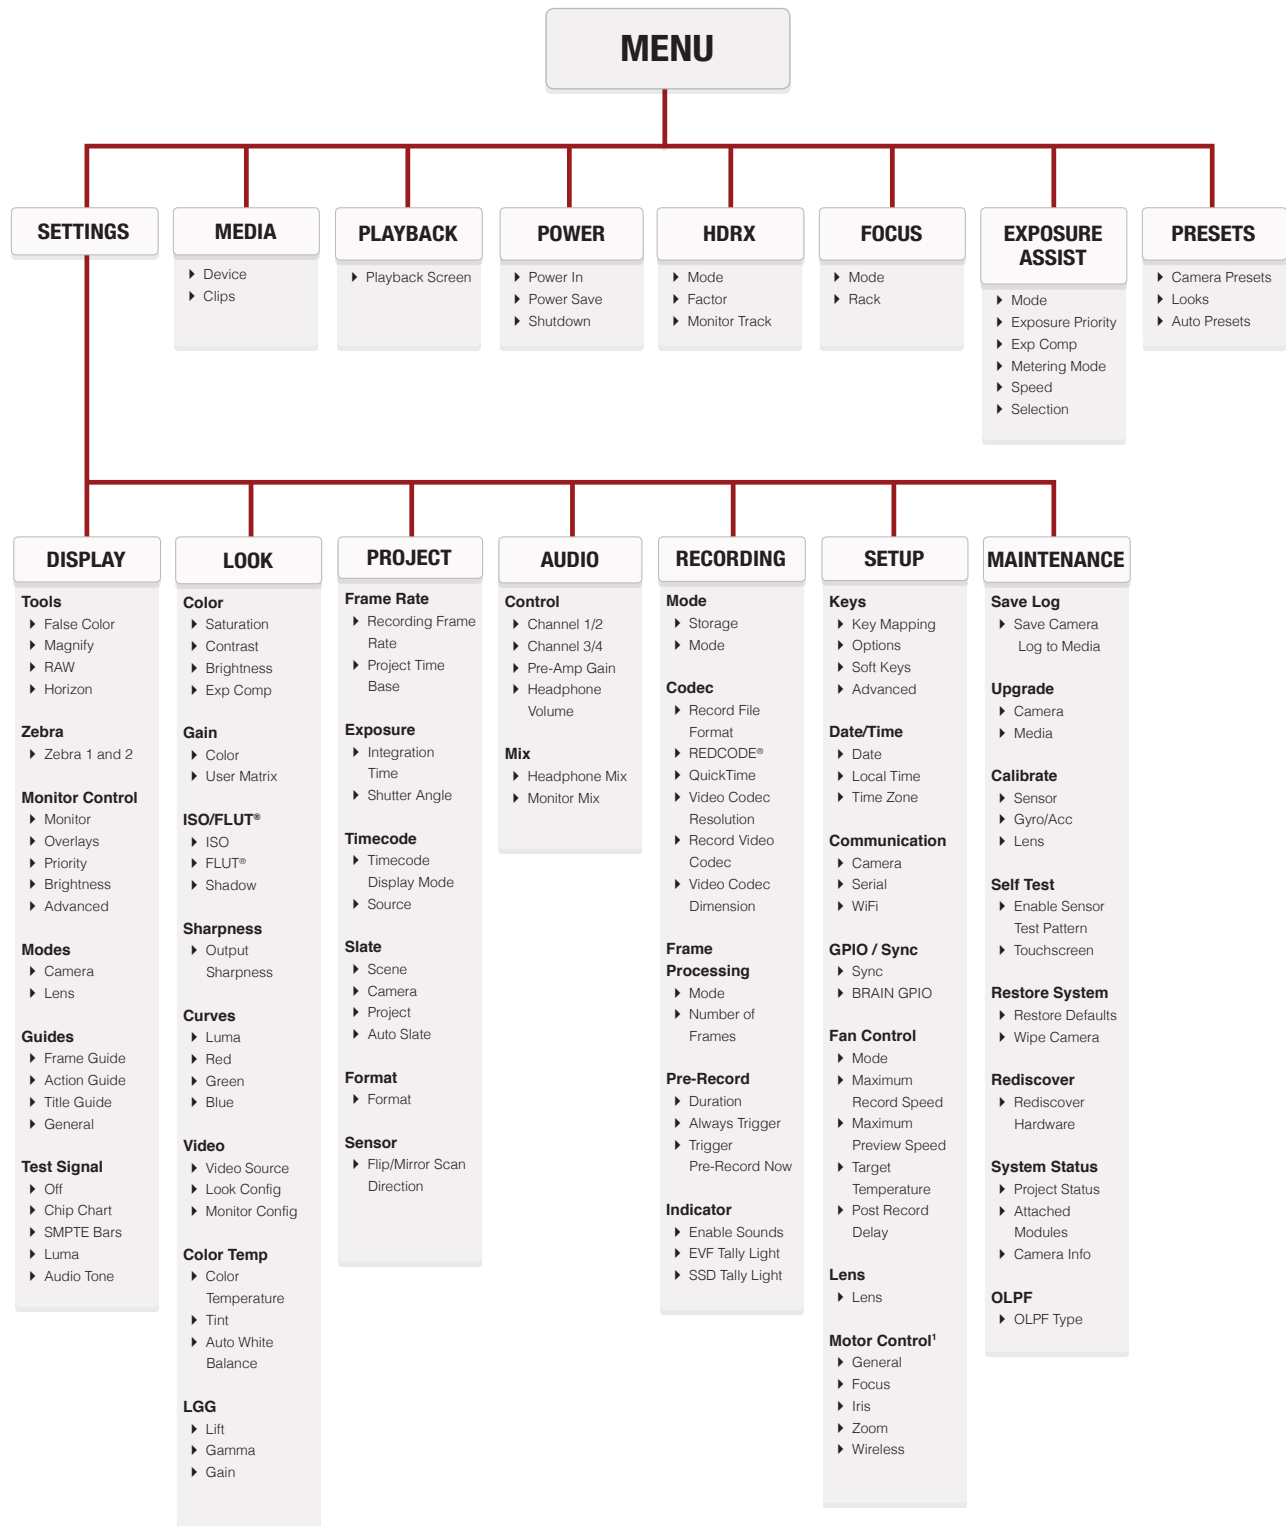 MENU
SETTINGS
MEDIA
Device
Clips
PLAYBACK
Playback Screen
POWER
Power In
Power Save
Shutdown
HDRX
Mode
Factor
Monitor Track
FOCUS
Mode
Rack
EXPOSURE
ASSIST
Mode
Exposure Priority
Exp Comp
Metering Mode
Speed
Selection
PRESETS
Camera Presets
Looks
Auto Presets
DISPLAY
Tools
False Color
Magnify
RAW
Horizon
Zebra
Zebra 1 and 2
Monitor Control
Monitor
Overlays
Priority
Brightness
Advanced
Modes
Camera
Lens
Guides
Frame Guide
Action Guide
Title Guide
General
Test Signal
Off
Chip Chart
SMPTE Bars
Luma
Audio Tone
LOOK
Color
Saturation
Contrast
Brightness
Exp Comp
Gain
Color
User Matrix
ISO/FLUT®
ISO
FLUT®
Shadow
Sharpness
Output
Sharpness
Curves
Luma
Red
Green
Blue
Video
Video Source
Look Config
Monitor Config
Color Temp
Color
Temperature
Tint
Auto White
Balance
LGG
Lift
Gamma
Gain
PROJECT
Frame Rate
Recording Frame
Rate
Project Time
Base
Exposure
Integration
Time
Shutter Angle
Timecode
Timecode
Display Mode
Source
Slate
Scene
Camera
Project
Auto Slate
Format
Format
Sensor
Flip/Mirror Scan
Direction
AUDIO
Control
Channel 1/2
Channel 3/4
Pre-Amp Gain
Headphone
Volume
Mix
Headphone Mix
Monitor Mix
RECORDING
Mode
Storage
Mode
Codec
Record File
Format
REDCODE®
QuickTime
Video Codec
Resolution
Record Video
Codec
Video Codec
Dimension
Frame
Processing
Mode
Number of
Frames
Pre-Record
Duration
Always Trigger
Trigger
Pre-Record Now
Indicator
Enable Sounds
EVF Tally Light
SSD Tally Light
SETUP
Keys
Key Mapping
Options
Soft Keys
Advanced
Date/Time
Date
Local Time
Time Zone
Communication
Camera
Serial
WiFi
GPIO / Sync
Sync
BRAIN GPIO
Fan Control
Mode
Maximum
Record Speed
Maximum
Preview Speed
Target
Temperature
Post Record
Delay
Lens
Lens
Motor Control¹
General
Focus
Iris
Zoom
Wireless
MAINTENANCE
Save Log
Save Camera
Log to Media
Upgrade
Camera
Media
Calibrate
Sensor
Gyro/Acc
Lens
Self Test
Enable Sensor
Test Pattern
Touchscreen
Restore System
Restore Defaults
Wipe Camera
Rediscover
Rediscover
Hardware
System Status
Project Status
Attached
Modules
Camera Info
OLPF
OLPF Type